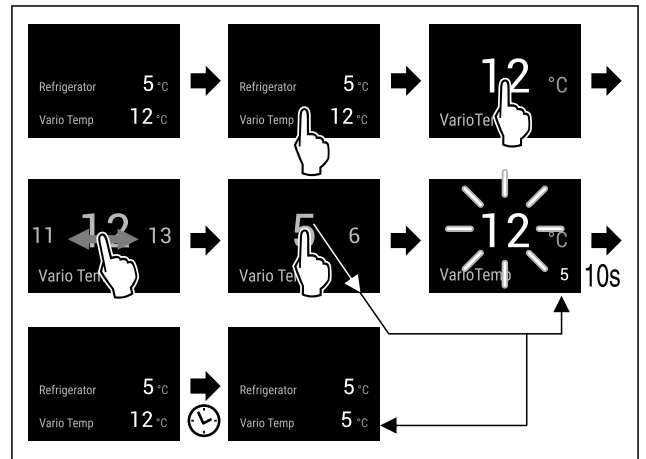 Refrigerator 5 °C
Vario Temp 12 °C
Refrigerator 5 °C
Vario Temp 12 °C
12 °C
VarioTemp
11 12 13
Vario Temp
5 6
Vario Te
12 °C
VarioTemp 5
10s
Refrigerator 5 °C
Vario Temp 12 °C
Refrigerator 5 °C
Vario Temp 5 °C